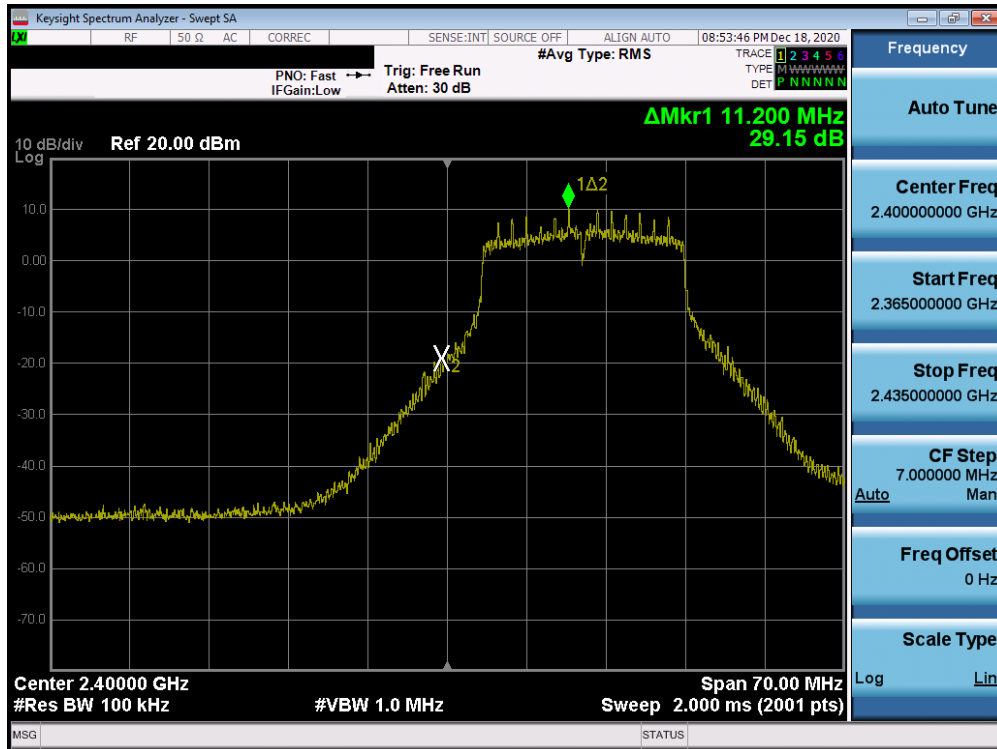 Keysight Spectrum Analyzer - Swept SA
LXI RF 50 Ω AC CORREC SENSE:INT SOURCE OFF ALIGN AUTO 08:53:46 PM Dec 18, 2020
#Avg Type: RMS
TRACE 1 2 3 4 5 6
TYPE M WWWWW
DET P N N N N N
PNO: Fast
IFGain:Low
Trig: Free Run
Atten: 30 dB
ΔMkr1 11.200 MHz
29.15 dB
10 dB/div
Log
Ref 20.00 dBm
1Δ2
10.0
0.00
-10.0
-20.0
2
-30.0
-40.0
-50.0
-60.0
-70.0
Center 2.40000 GHz
Span 70.00 MHz
#Res BW 100 kHz
#VBW 1.0 MHz
Sweep 2.000 ms (2001 pts)
MSG
STATUS
Frequency
Auto Tune
Center Freq
2.400000000 GHz
Start Freq
2.365000000 GHz
Stop Freq
2.435000000 GHz
CF Step
7.000000 MHz
Auto Man
Freq Offset
0 Hz
Scale Type
Log Lin